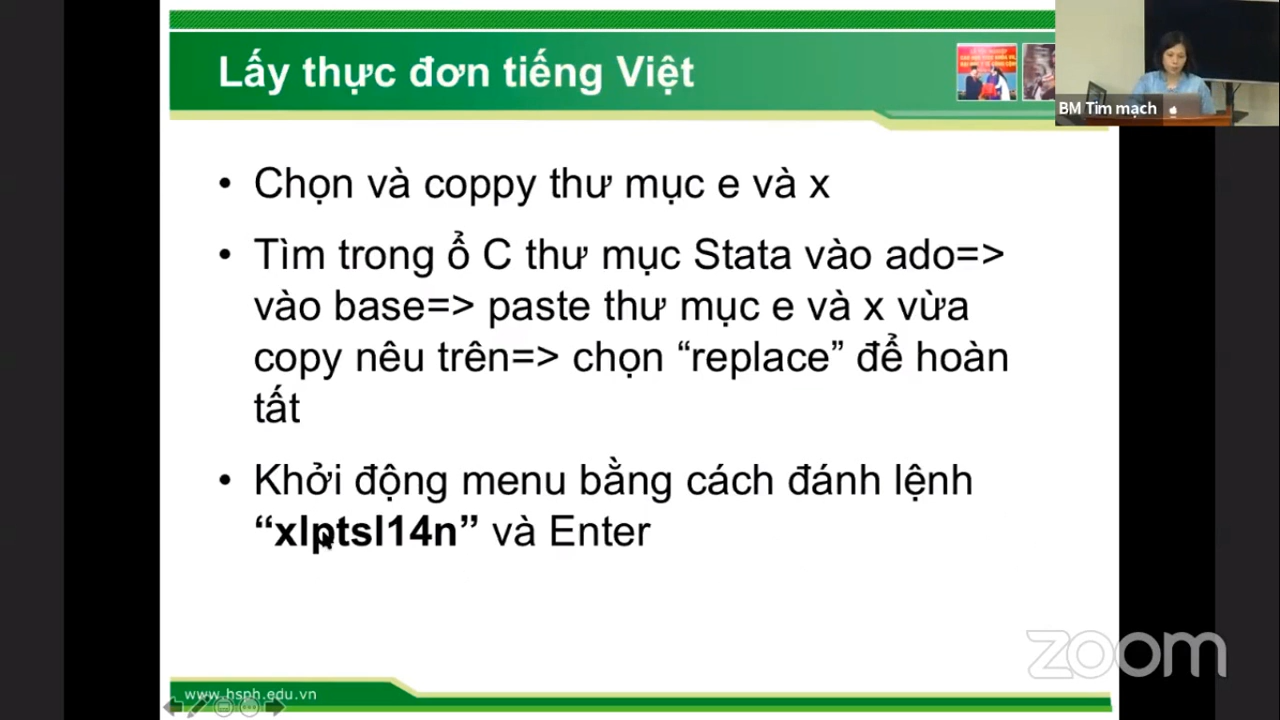 Lấy thực đơn tiếng Việt
BM Tim mạch
• Chọn và coppy thư mục e và x
• Tìm trong ổ C thư mục Stata vào ado=>
vào base=> paste thư mục e và x vừa
copy nêu trên=> chọn “replace” để hoàn
tất
• Khởi động menu bằng cách đánh lệnh
“xlptsl14n” và Enter
zoom
www.hsph.edu.vn